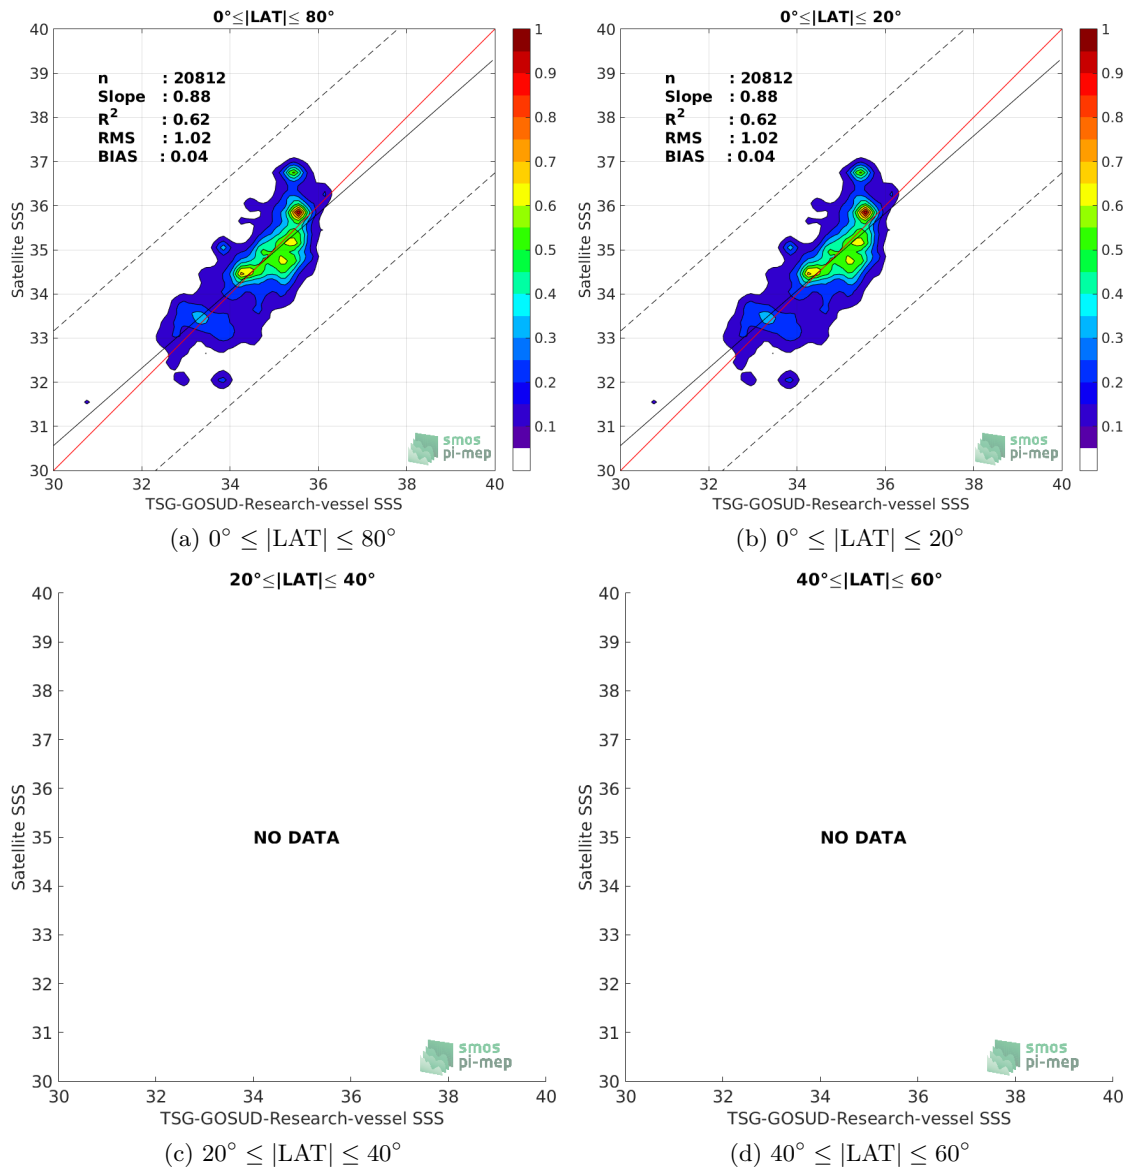 0°≤|LAT|≤ 80°
40
39
38
37
36
35
34
33
32
31
30
Satellite SSS
n : 20812
Slope : 0.88
R2 : 0.62
RMS : 1.02
BIAS : 0.04
smos
pi-mep
30 32 34 36 38 40
TSG-GOSUD-Research-vessel SSS
1
0.9
0.8
0.7
0.6
0.5
0.4
0.3
0.2
0.1
(a) 0° ≤ |LAT| ≤ 80°
0°≤|LAT|≤ 20°
40
39
38
37
36
35
34
33
32
31
30
Satellite SSS
n : 20812
Slope : 0.88
R2 : 0.62
RMS : 1.02
BIAS : 0.04
smos
pi-mep
30 32 34 36 38 40
TSG-GOSUD-Research-vessel SSS
1
0.9
0.8
0.7
0.6
0.5
0.4
0.3
0.2
0.1
(b) 0° ≤ |LAT| ≤ 20°
20°≤|LAT|≤ 40°
40
39
38
37
36
35
34
33
32
31
30
Satellite SSS
NO DATA
smos
pi-mep
30 32 34 36 38 40
TSG-GOSUD-Research-vessel SSS
(c) 20° ≤ |LAT| ≤ 40°
40°≤|LAT|≤ 60°
40
39
38
37
36
35
34
33
32
31
30
Satellite SSS
NO DATA
smos
pi-mep
30 32 34 36 38 40
TSG-GOSUD-Research-vessel SSS
(d) 40° ≤ |LAT| ≤ 60°